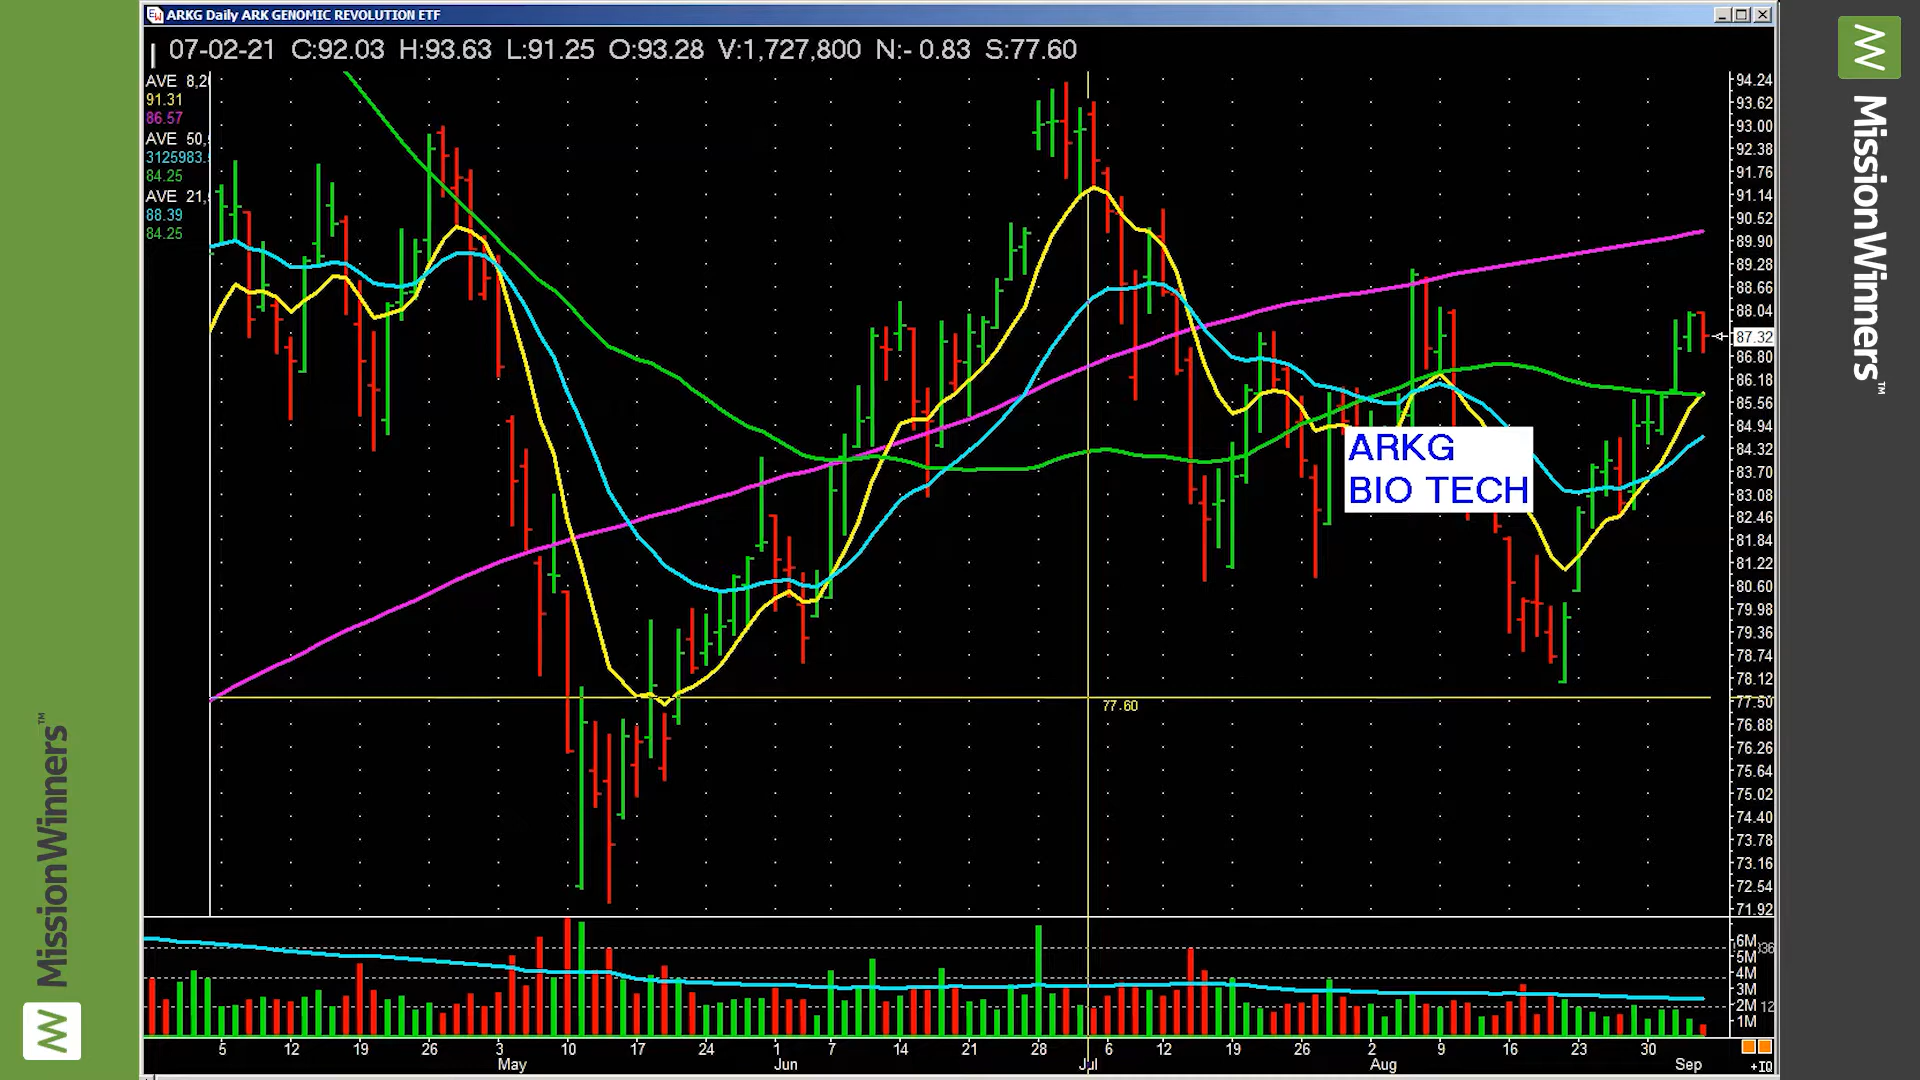 ARKG Daily ARK GENOMIC REVOLUTION ETF
07-02-21 C:92.03 H:93.63 L:91.25 O:93.28 V:1,727,800 N:- 0.83 S:77.60
AVE 8,2
91.31
86.57
AVE 60,
3125983.
84.25
AVE 21,
88.39
84.25
94.24
93.62
93.00
92.38
91.76
91.14
90.52
89.90
89.28
88.66
88.04
87.32
86.80
86.18
85.56
84.94
84.32
83.70
83.08
82.46
81.84
81.22
80.60
79.98
79.36
78.74
78.12
77.50
76.88
76.26
75.64
75.02
74.40
73.78
73.16
72.54
71.92
ARKG
BIO TECH
77.60
6M
5M
4M
3M
2M
1M
5 12 19 26 3 10 17 24 1 7 14 21 28 6 12 19 26 2 9 16 23 30
May Jun Jul Aug Sep
+IQ
MissionWinners™
MissionWinners™